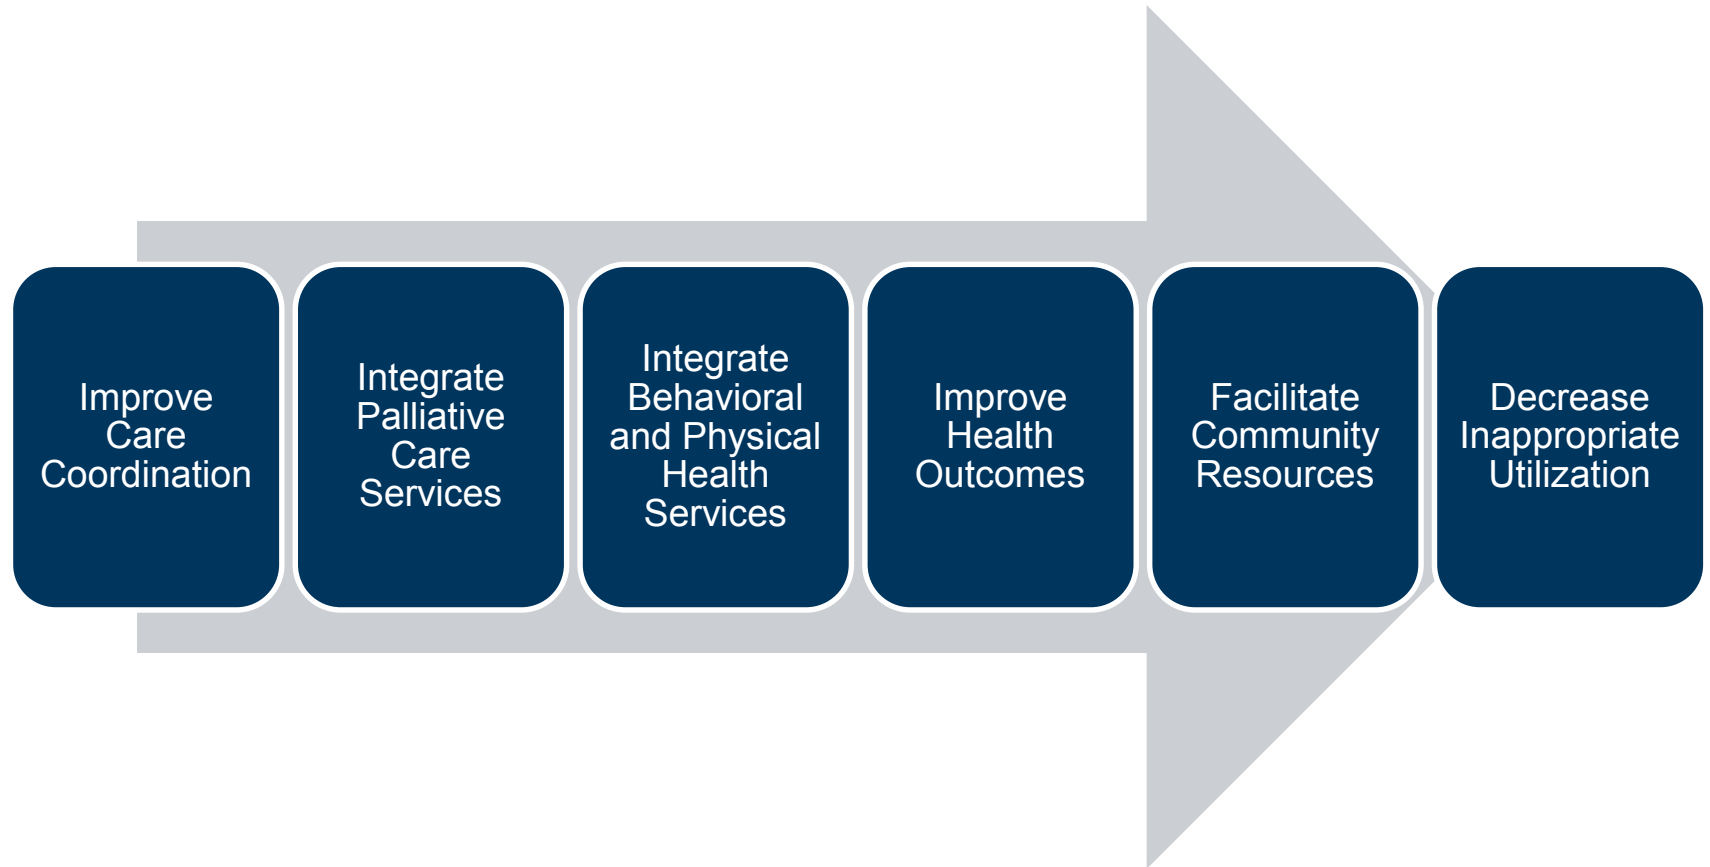 Improve
Care
Coordination
Integrate
Palliative
Care
Services
Integrate
Behavioral
and Physical
Health
Services
Improve
Health
Outcomes
Facilitate
Community
Resources
Decrease
Inappropriate
Utilization